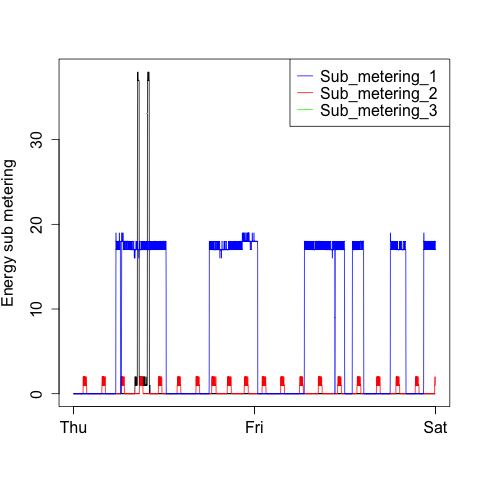 Sub_metering_1
Sub_metering_2
Sub_metering_3
Energy sub metering
30
20
10
0
Thu Fri Sat